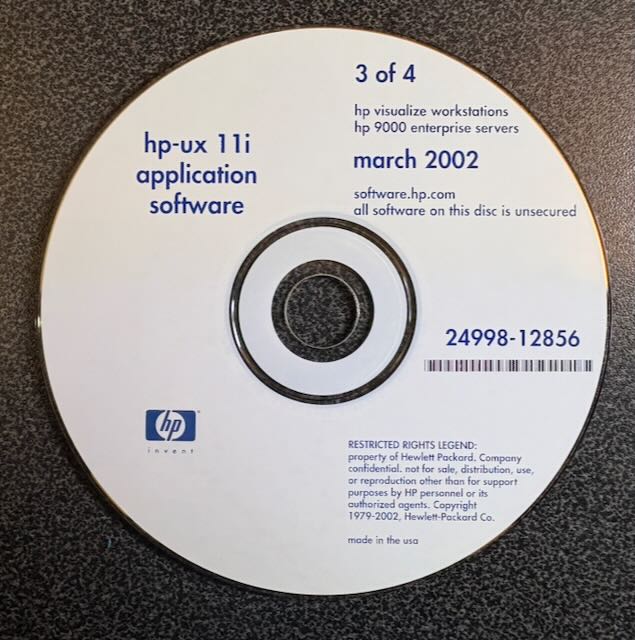 3 of 4
hp visualize workstations
hp 9000 enterprise servers
march 2002
software.hp.com
all software on this disc is unsecured
hp-ux 11i
application
software
24998-12856
hp
invent
RESTRICTED RIGHTS LEGEND:
property of Hewlett Packard. Company
confidential. not for sale, distribution, use,
or reproduction other than for support
purposes by HP personnel or its
authorized agents. Copyright
1979-2002, Hewlett-Packard Co.
made in the usa